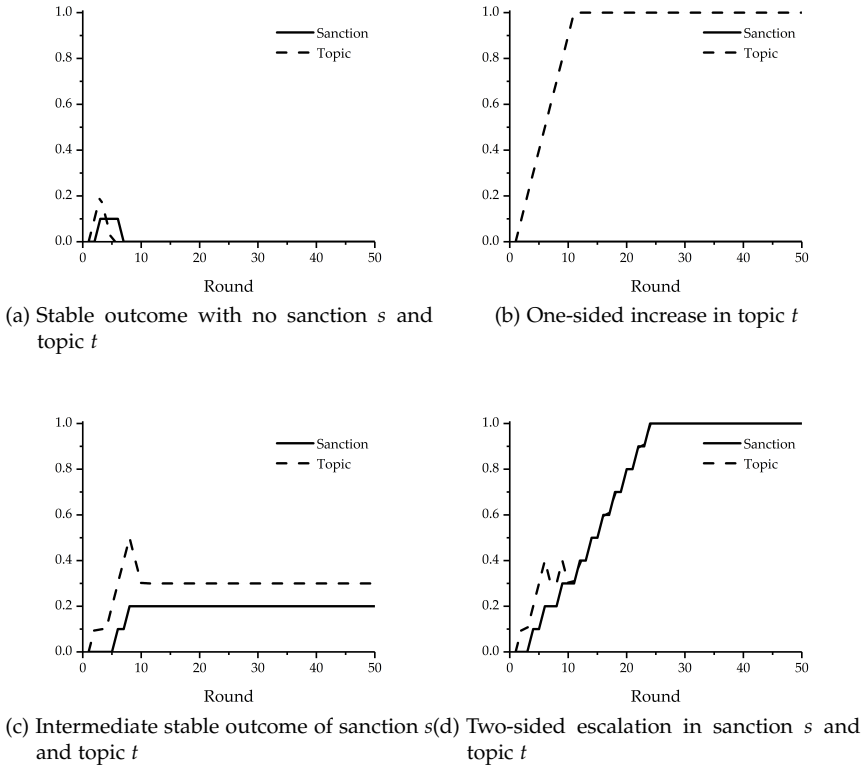 1.0
Sanction
Topic
0.8
0.6
0.4
0.2
0.0
0 10 20 30 40 50
Round
(a) Stable outcome with no sanction s and
topic t
1.0
Sanction
Topic
0.8
0.6
0.4
0.2
0.0
0 10 20 30 40 50
Round
(b) One-sided increase in topic t
1.0
Sanction
Topic
0.8
0.6
0.4
0.2
0.0
0 10 20 30 40 50
Round
(c) Intermediate stable outcome of sanction s
and topic t
1.0
Sanction
Topic
0.8
0.6
0.4
0.2
0.0
0 10 20 30 40 50
Round
(d) Two-sided escalation in sanction s and
topic t